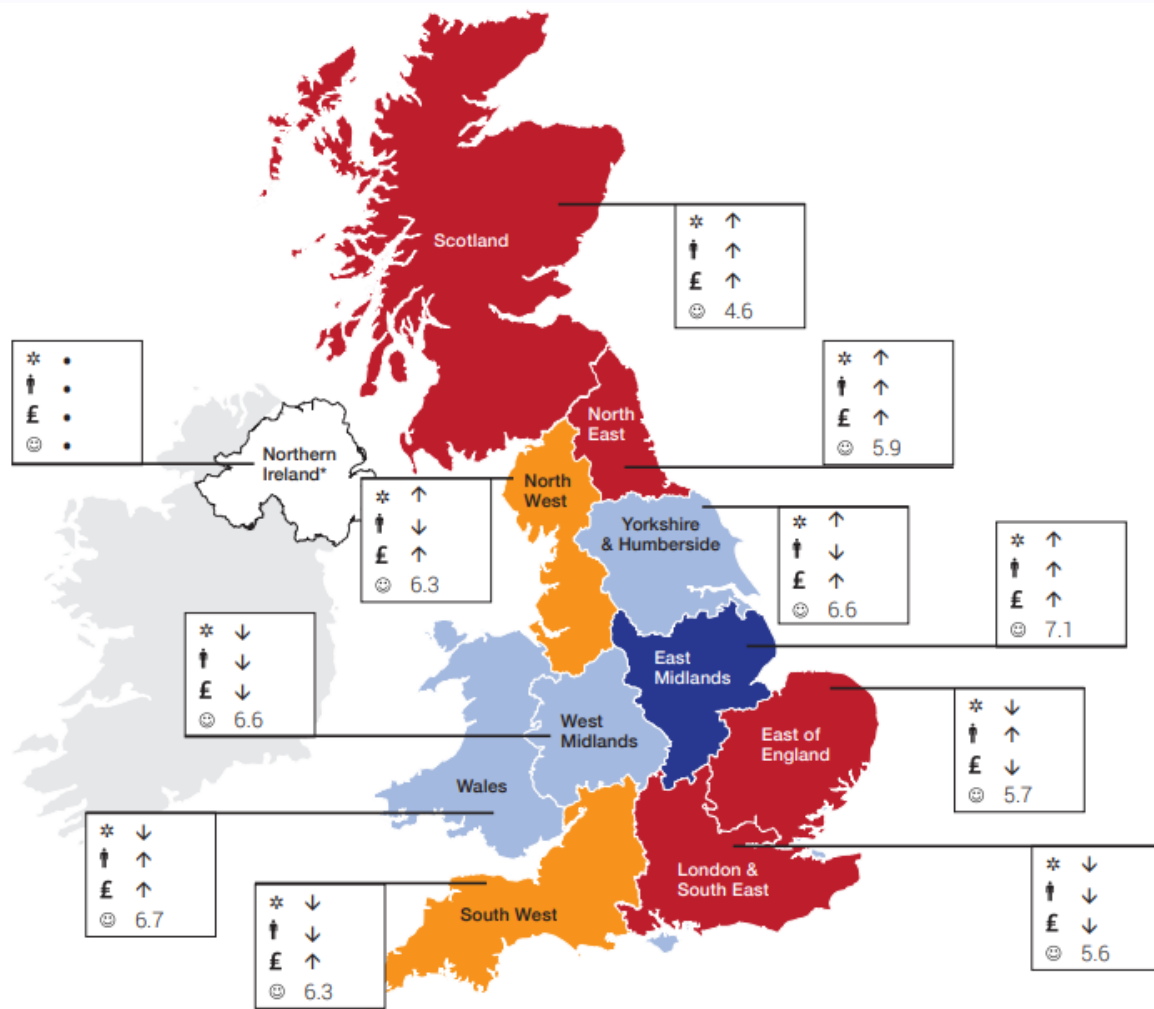 Scotland
✲ ↑
↑
£ ↑
☺ 4.6
✲ •
•
£ •
☺ •
Northern
Ireland*
North
East
✲ ↑
↑
£ ↑
☺ 5.9
North
West
✲ ↑
↓
£ ↑
☺ 6.3
Yorkshire
& Humberside
✲ ↑
↓
£ ↑
☺ 6.6
✲ ↑
↑
£ ↑
☺ 7.1
✲ ↓
↓
£ ↓
☺ 6.6
East
Midlands
West
Midlands
East of
England
✲ ↓
↑
£ ↓
☺ 5.7
Wales
✲ ↓
↑
£ ↑
☺ 6.7
London &
South East
✲ ↓
↓
£ ↓
☺ 5.6
South West
✲ ↓
↓
£ ↑
☺ 6.3